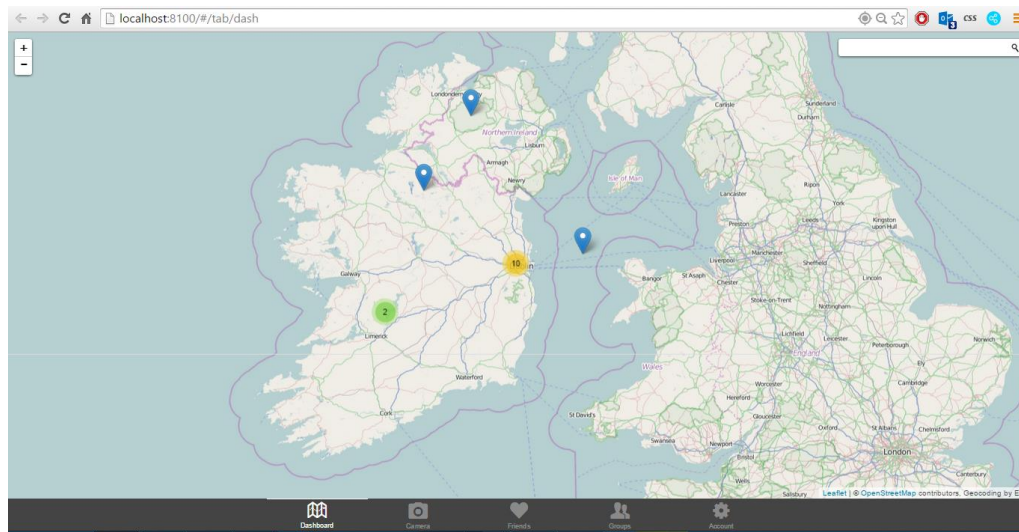 localhost:8100/#/tab/dash
3
css
+
−
Carlisle
Sunderland
Durham
Northern Ireland
Lisburn
Armagh
Newry
Isle of Man
Lancaster
Ripon
York
Preston
Leeds
Kingston
upon Hull
Manchester
Liverpool
Sheffield
10
n
Galway
Bangor
St Asaph
Chester
Lincoln
Stoke-on-Trent
Nottingham
2
Limerick
Lichfield
Leicester
Peterborough
Norwich
England
Ely
Wales
Waterford
Worcester
Cambridge
Hereford
Cork
St David's
Gloucester
Oxford
St Albans
Chelmsford
Swansea
Newport
London
Bristol
Wells
Canterbury
Salisbury
Leaflet | © OpenStreetMap contributors, Geocoding by E
Dashboard
Camera
Friends
Groups
Account